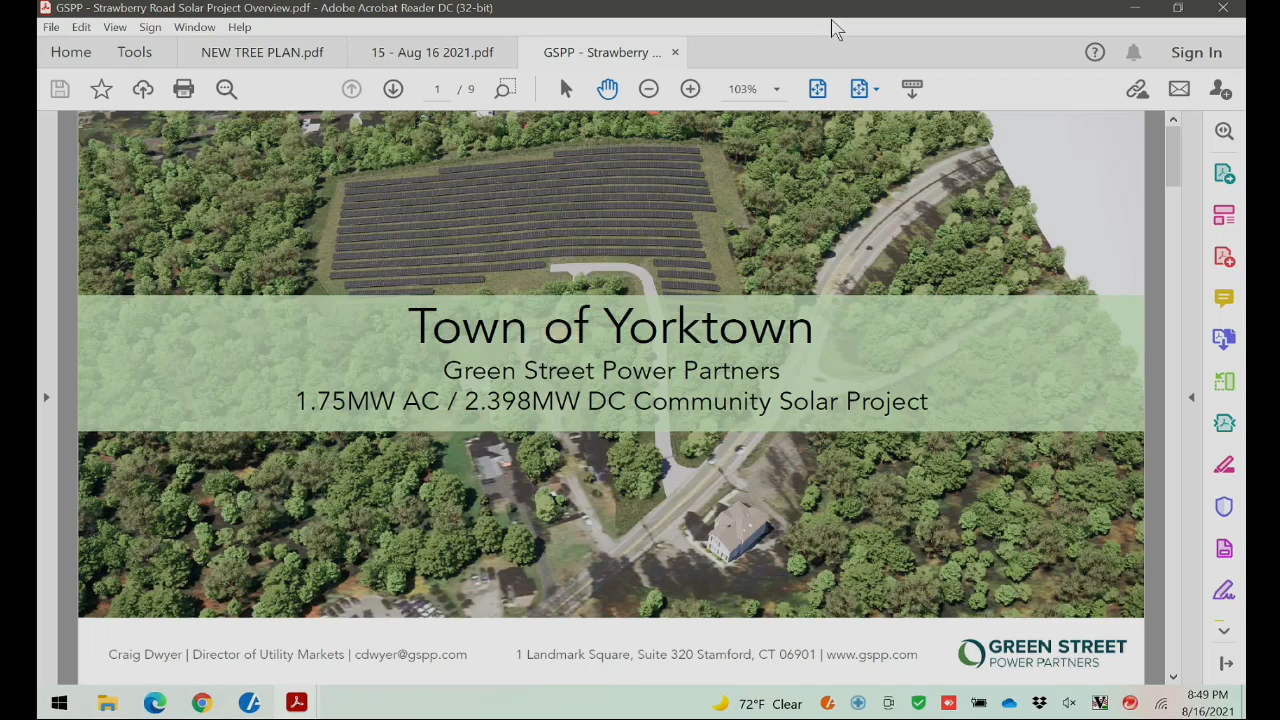 GSPP - Strawberry Road Solar Project Overview.pdf - Adobe Acrobat Reader DC (32-bit)
File Edit View Sign Window Help
Home Tools NEW TREE PLAN.pdf 15 - Aug 16 2021.pdf GSPP - Strawberry ... × Sign In
1 / 9 103%
Town of Yorktown
Green Street Power Partners
1.75MW AC / 2.398MW DC Community Solar Project
Craig Dwyer | Director of Utility Markets | cdwyer@gspp.com 1 Landmark Square, Suite 320 Stamford, CT 06901 | www.gspp.com
GREEN STREET
POWER PARTNERS
72°F Clear
8:49 PM
8/16/2021